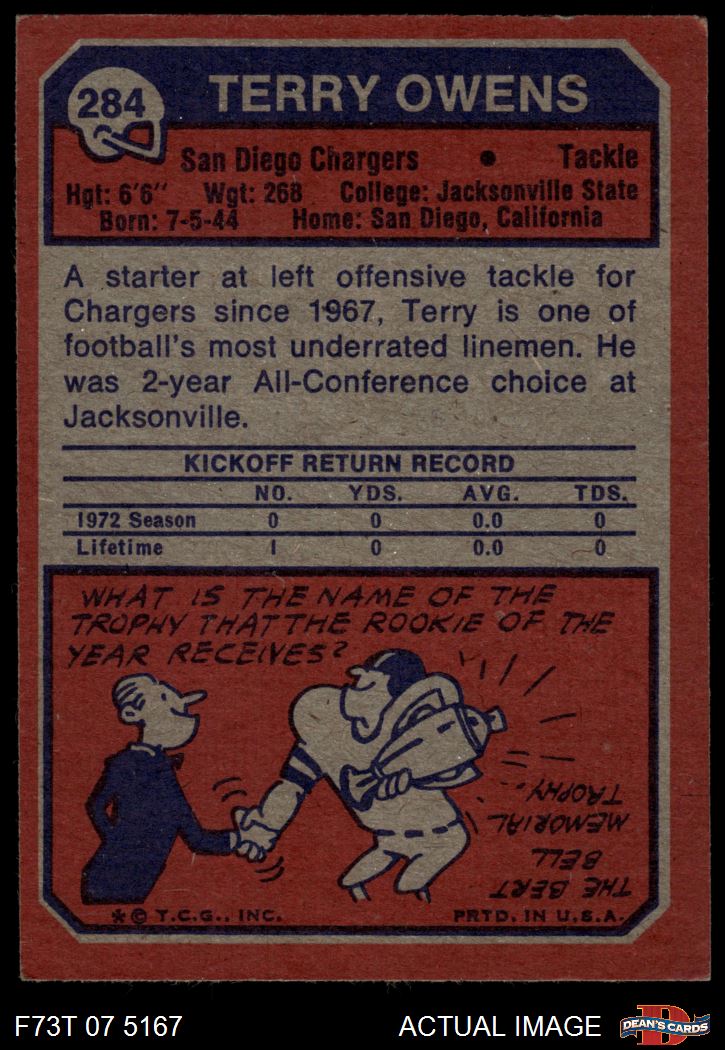 284
TERRY OWENS
San Diego Chargers • Tackle
Hgt: 6'6" Wgt: 268 College: Jacksonville State
Born: 7-5-44 Home: San Diego, California
A starter at left offensive tackle for
Chargers since 1967, Terry is one of
football's most underrated linemen. He
was 2-year All-Conference choice at
Jacksonville.
KICKOFF RETURN RECORD
NO. YDS. AVG. TDS.
1972 Season 0 0 0.0 0
Lifetime 1 0 0.0 0
WHAT IS THE NAME OF THE
TROPHY THAT THE ROOKIE OF THE
YEAR RECEIVES?
THE BERT
BELL
MEMORIAL
TROPHY.
*© T.C.G., INC. PRTD. IN U.S.A.
F73T 07 5167 ACTUAL IMAGE
D
DEAN'S CARDS